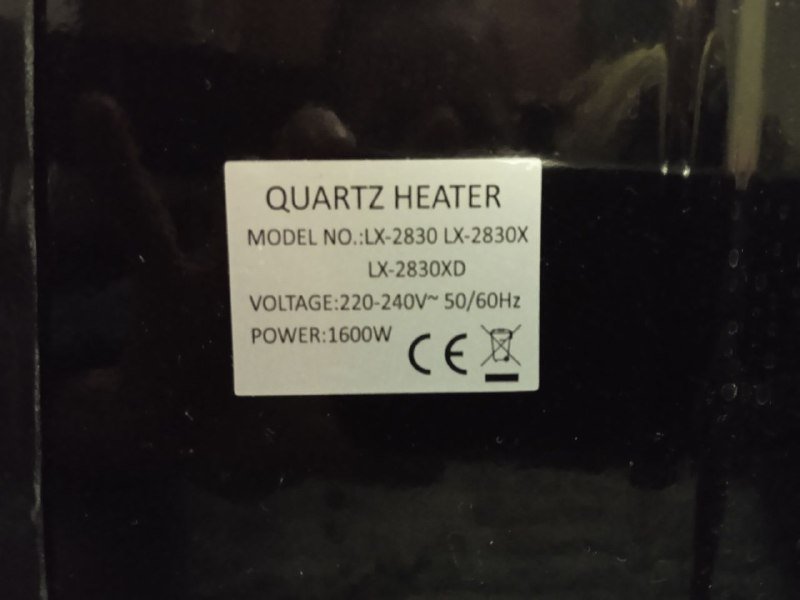 QUARTZ HEATER
MODEL NO.:LX-2830 LX-2830X
LX-2830XD
VOLTAGE:220-240V~ 50/60Hz
POWER:1600W CE